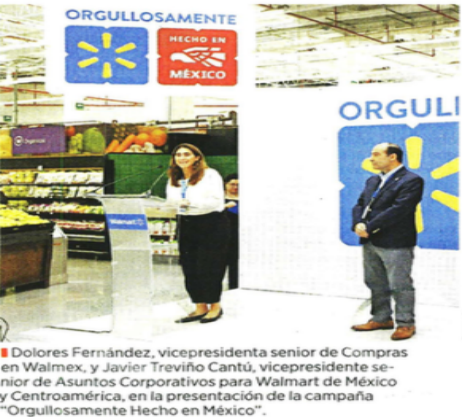 ORGULLOSAMENTE
HECHO EN
MÉXICO
ORGULL
Walmart
Dolores Fernández, vicepresidenta senior de Compras
en Walmex, y Javier Treviño Cantú, vicepresidente se-
nior de Asuntos Corporativos para Walmart de México
y Centroamérica, en la presentación de la campaña
“Orgullosamente Hecho en México”.